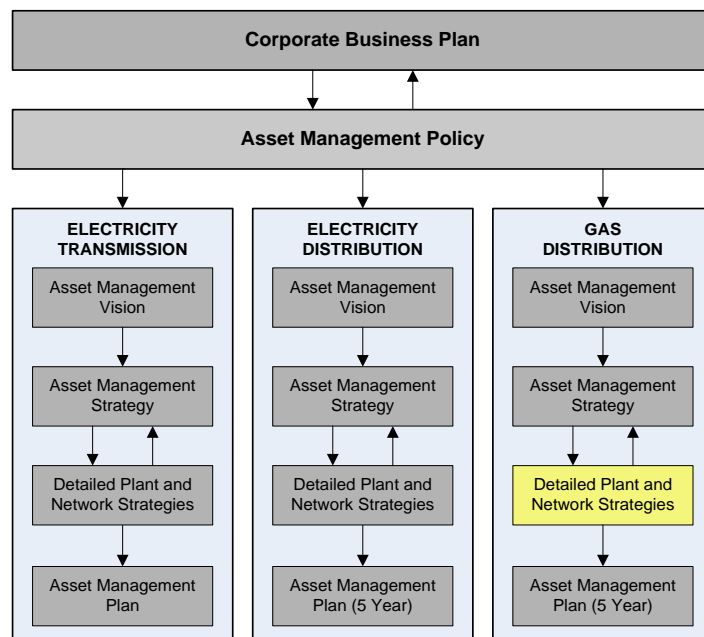 Corporate Business Plan
Asset Management Policy
ELECTRICITY
TRANSMISSION
Asset Management
Vision
Asset Management
Strategy
Detailed Plant and
Network Strategies
Asset Management
Plan
ELECTRICITY
DISTRIBUTION
Asset Management
Vision
Asset Management
Strategy
Detailed Plant and
Network Strategies
Asset Management
Plan (5 Year)
GAS
DISTRIBUTION
Asset Management
Vision
Asset Management
Strategy
Detailed Plant and
Network Strategies
Asset Management
Plan (5 Year)